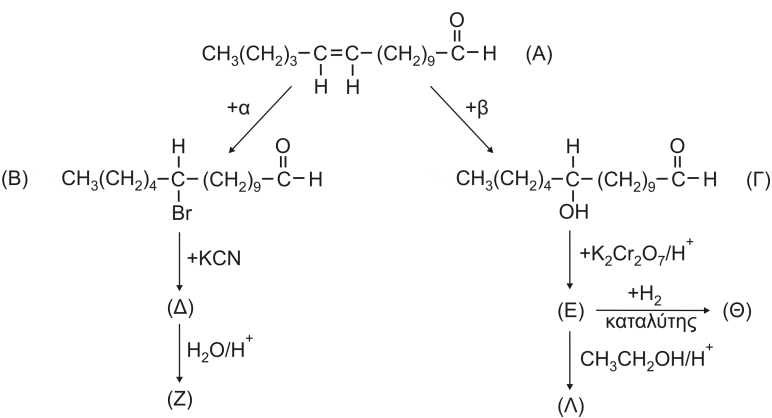 O
CH₃(CH₂)₃–C=C–(CH₂)₉–C–H (A)
H H
+α +β
H O H O
(B) CH₃(CH₂)₄–C–(CH₂)₉–C–H CH₃(CH₂)₄–C–(CH₂)₉–C–H (Γ)
Br OH
+KCN +K₂Cr₂O₇/H⁺
(Δ) (E) +H₂ (Θ)
καταλύτης
H₂O/H⁺ CH₃CH₂OH/H⁺
(Z) (Λ)